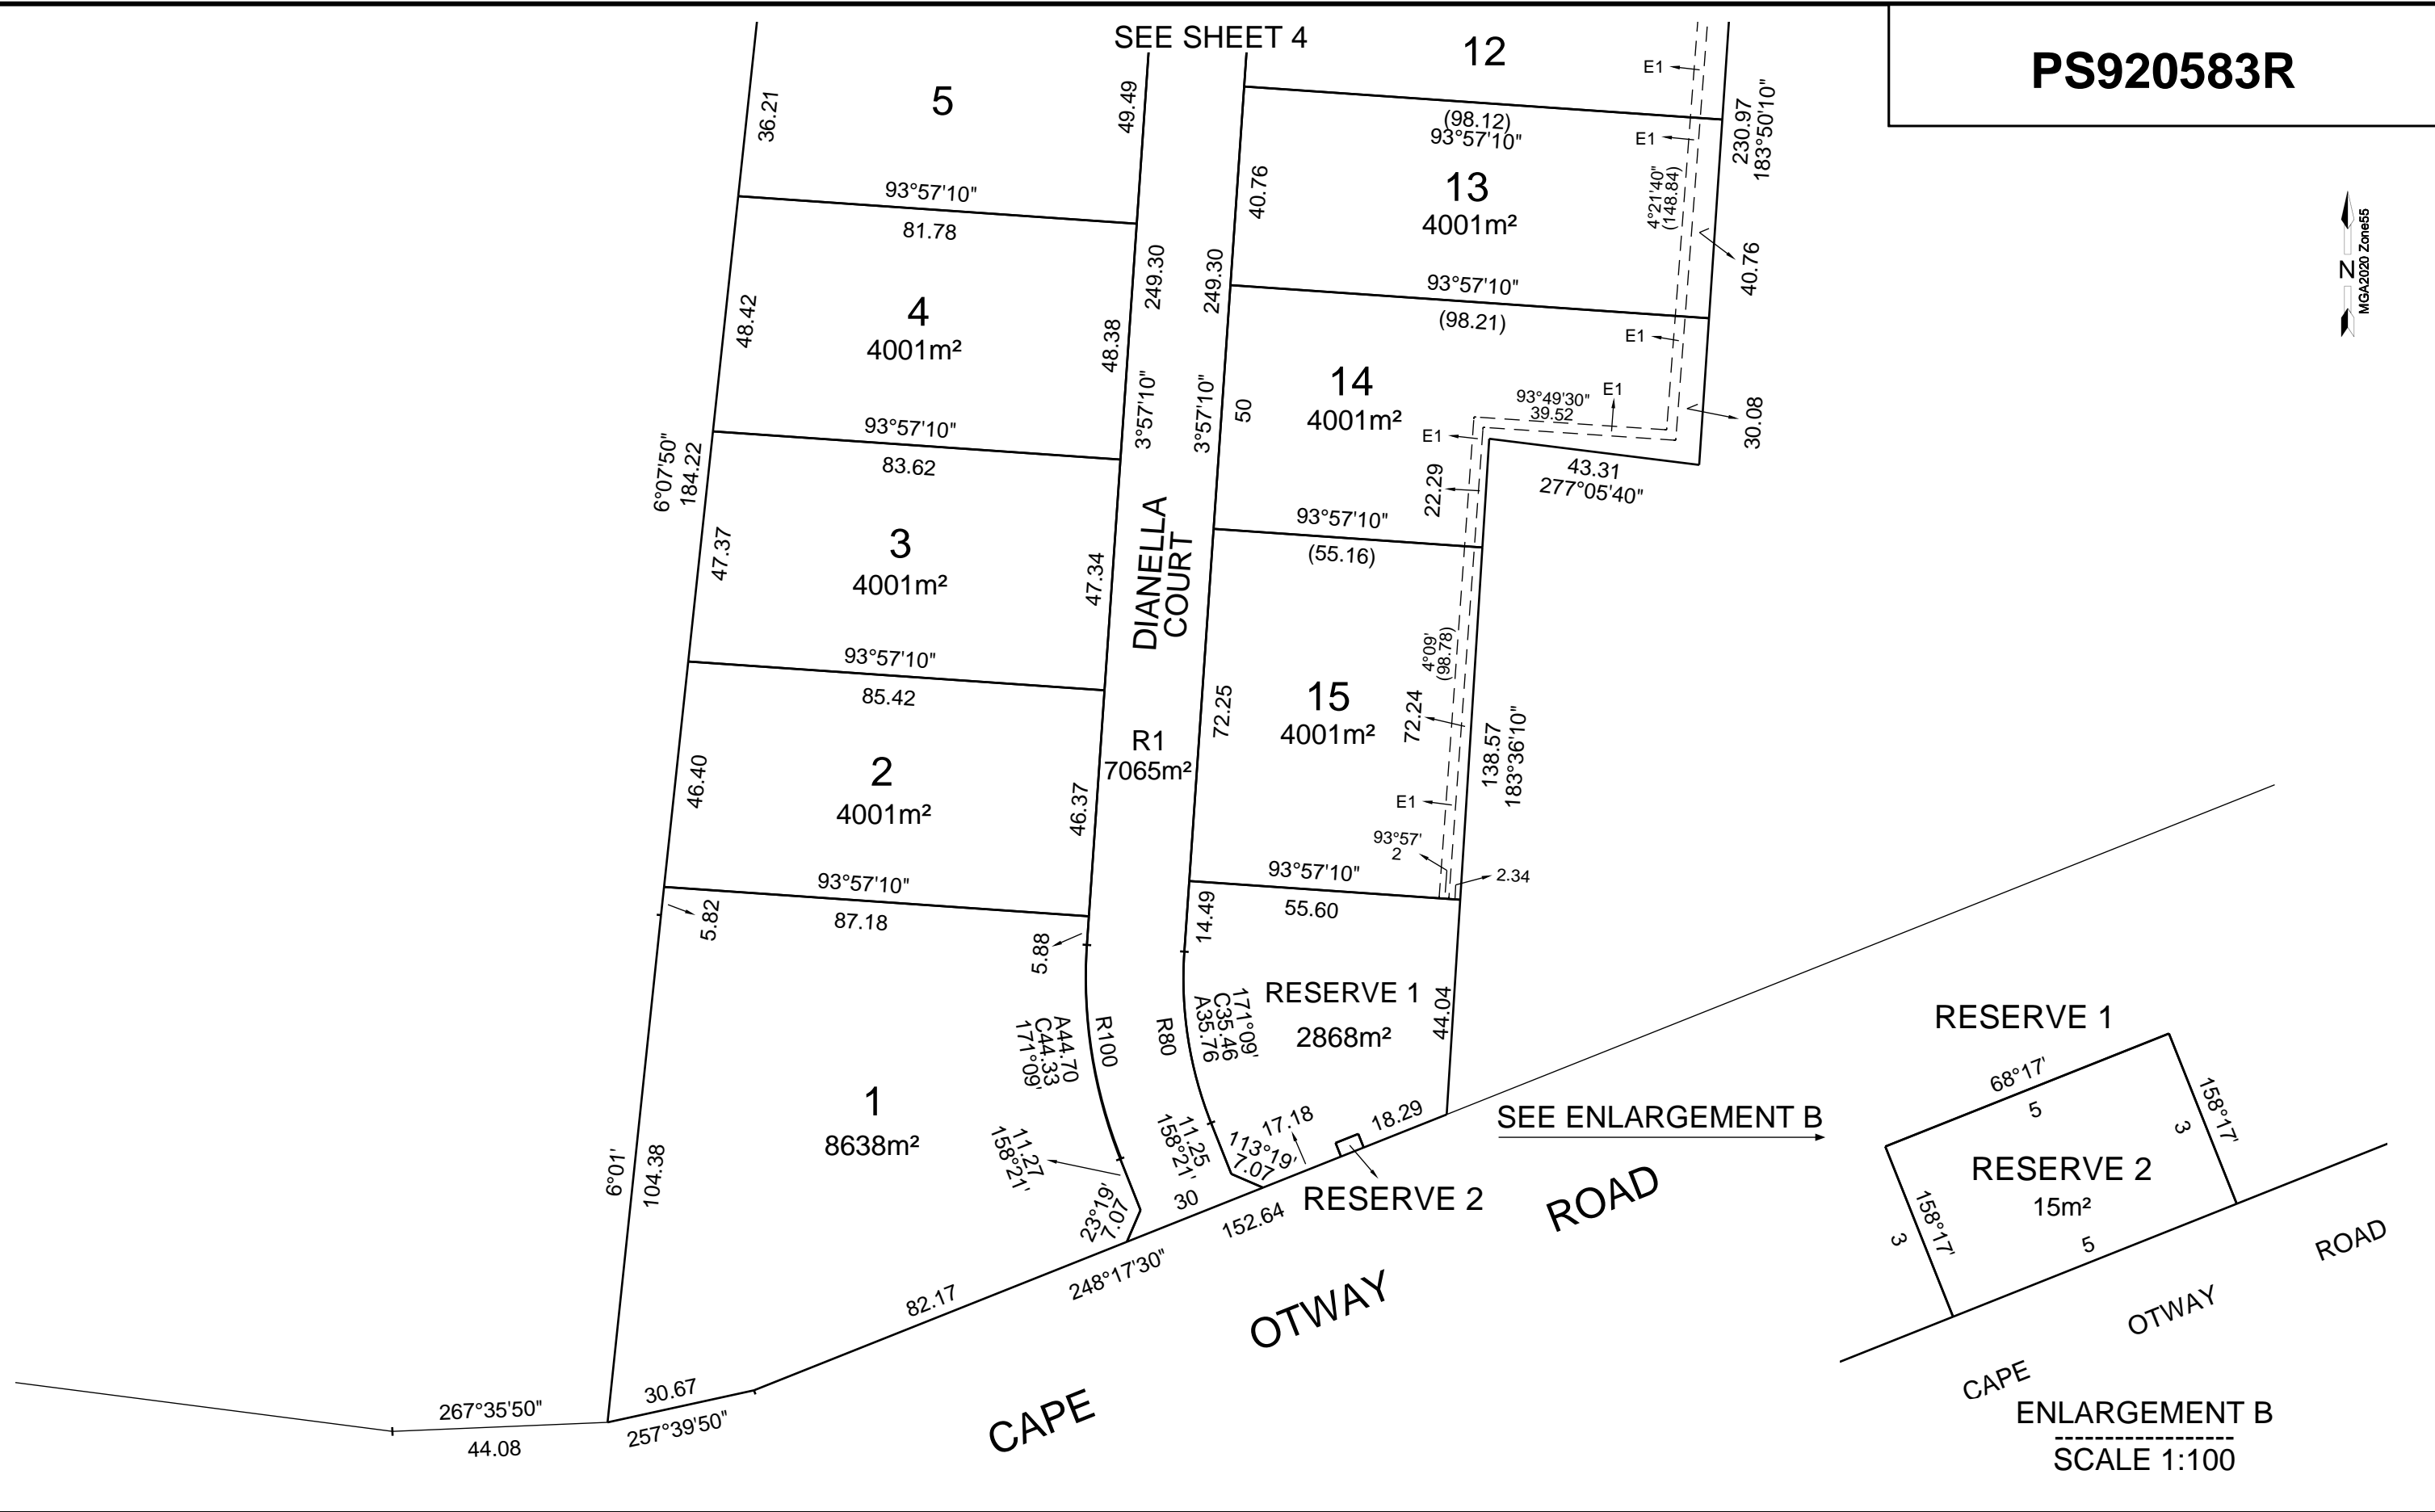 SEE SHEET 4
PS920583R
12
E1
5
36.21
49.49
(98.12)
93°57'10"
E1
230.97
183°50'10"
13
4001m²
40.76
4°21'40"
(148.84)
40.76
N
MGA2020 Zone55
93°57'10"
81.78
249.30
249.30
93°57'10"
(98.21)
E1
4
4001m²
48.42
48.38
3°57'10"
3°57'10"
14
4001m²
50
93°49'30"
39.52
E1
E1
30.08
43.31
277°05'40"
22.29
93°57'10"
83.62
6°07'50"
184.22
93°57'10"
(55.16)
3
4001m²
47.37
47.34
DIANELLA
COURT
4°09'
(98.78)
93°57'10"
85.42
15
4001m²
72.25
72.24
138.57
183°36'10"
R1
7065m²
2
4001m²
46.40
46.37
E1
93°57'
2
2.34
93°57'10"
87.18
93°57'10"
55.60
5.82
5.88
14.49
RESERVE 1
2868m²
44.04
A44.70
C44.33
171°09'
R100
R80
171°09'
C35.46
A35.76
1
8638m²
11.27
158°21'
11.25
158°21'
113°19'
7.07
17.18
18.29
23°19'
7.07
30
152.64
RESERVE 2
SEE ENLARGEMENT B
6°01'
104.38
82.17
248°17'30"
CAPE
OTWAY
ROAD
30.67
257°39'50"
267°35'50"
44.08
RESERVE 1
68°17'
5
158°17'
3
RESERVE 2
15m²
158°17'
3
5
CAPE
OTWAY
ROAD
ENLARGEMENT B
------------------
SCALE 1:100